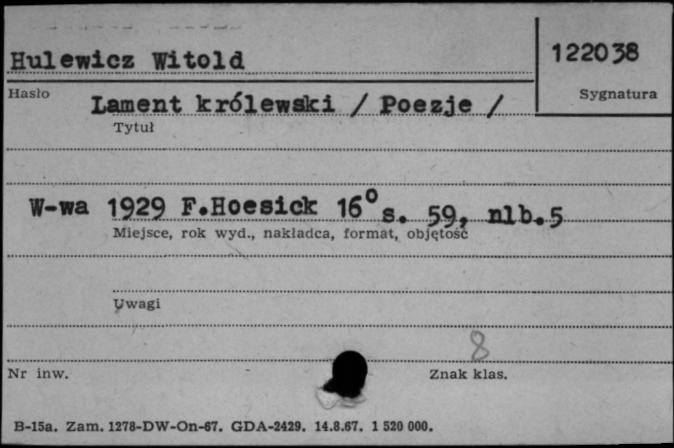 Hulewicz Witold
122038
Hasło
Sygnatura
Lament królewski / Poezje /
Tytuł
W-wa 1929 F.Hoesick 16° s. 59, nlb.5
Miejsce, rok wyd., nakładca, format, objętość
Uwagi
8
Nr inw.
Znak klas.
B-15a. Zam. 1278-DW-On-67. GDA-2429. 14.8.67. 1 520 000.